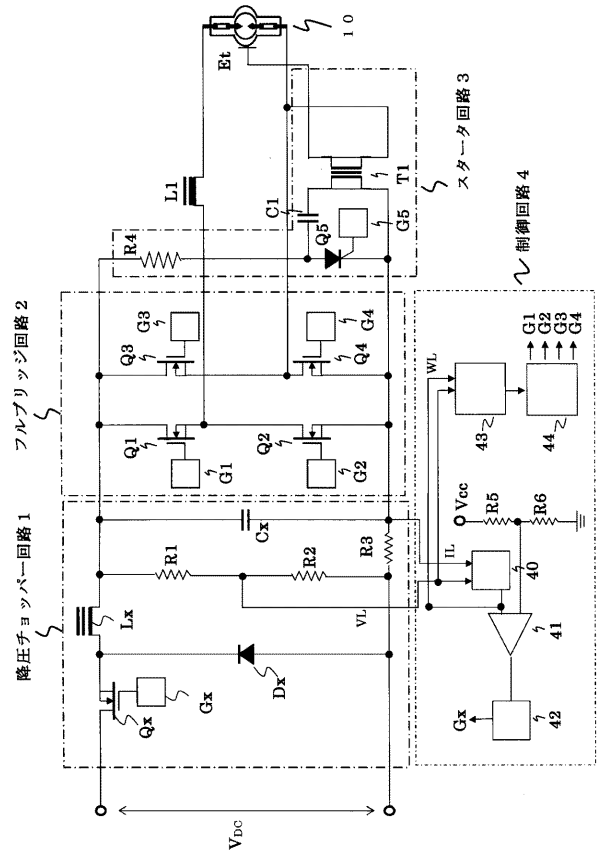 降圧チョッパー回路1
フルブリッジ回路2
スタータ回路3
制御回路4
VDC
Qx
Gx
Lx
Dx
R1
R2
R3
Cx
VL
Q1
G1
Q2
G2
Q3
G3
Q4
G4
L1
R4
C1
Q5
G5
T1
Et
10
IL
WL
Gx
42
41
40
Vcc
R5
R6
43
44
G1
G2
G3
G4